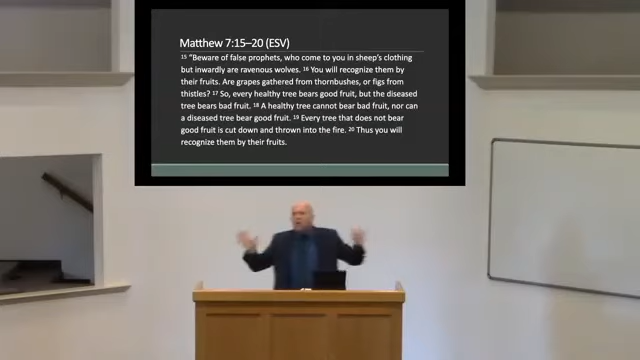 Matthew 7:15–20 (ESV)
15 “Beware of false prophets, who come to you in sheep’s clothing
but inwardly are ravenous wolves. 16 You will recognize them by
their fruits. Are grapes gathered from thornbushes, or figs from
thistles? 17 So, every healthy tree bears good fruit, but the diseased
tree bears bad fruit. 18 A healthy tree cannot bear bad fruit, nor can
a diseased tree bear good fruit. 19 Every tree that does not bear
good fruit is cut down and thrown into the fire. 20 Thus you will
recognize them by their fruits.